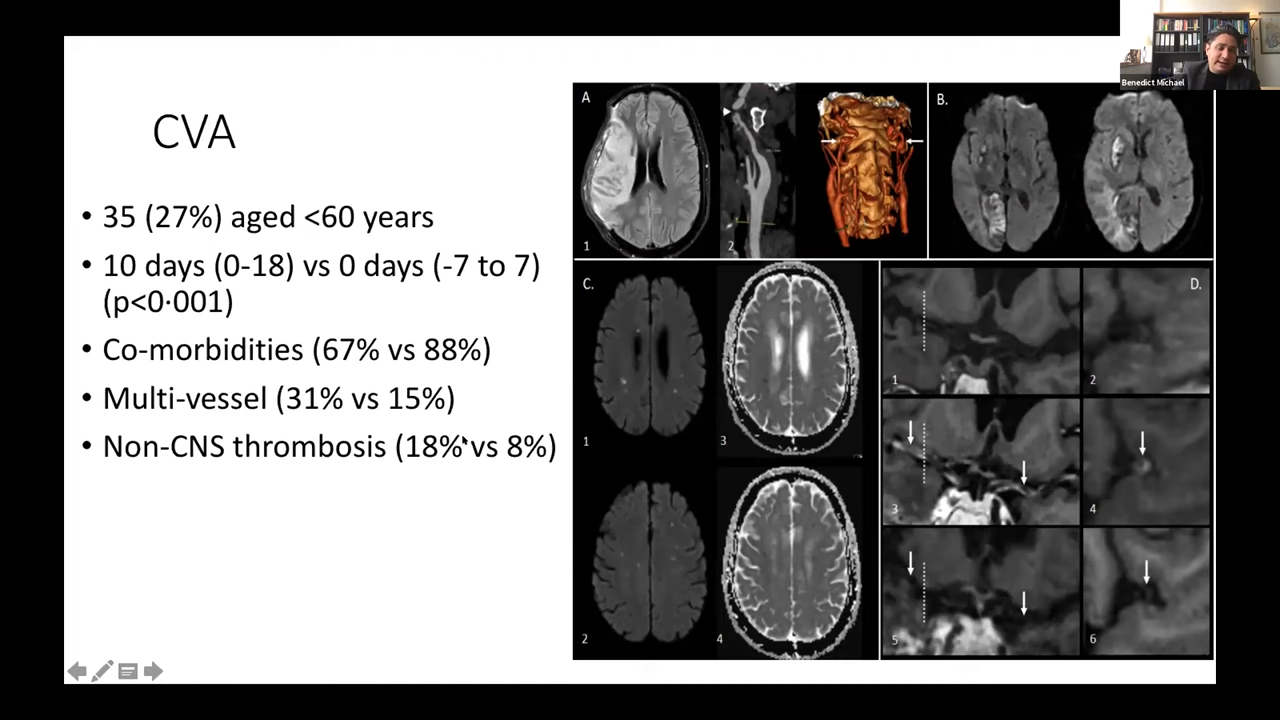 Benedict Michael
CVA
• 35 (27%) aged <60 years
• 10 days (0-18) vs 0 days (-7 to 7)
(p<0·001)
• Co-morbidities (67% vs 88%)
• Multi-vessel (31% vs 15%)
• Non-CNS thrombosis (18% vs 8%)
A
1
2
B.
C.
1
3
2
4
D.
1
2
3
4
5
6